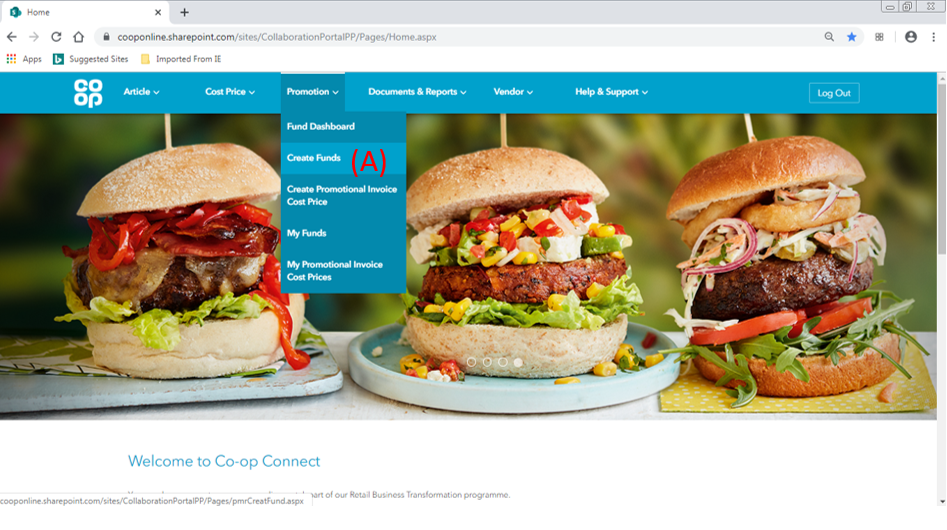 Home
cooponline.sharepoint.com/sites/CollaborationPortalPP/Pages/Home.aspx
Apps Suggested Sites Imported From IE
co op Article Cost Price Promotion Documents & Reports Vendor Help & Support Log Out
Fund Dashboard
Create Funds (A)
Create Promotional Invoice
Cost Price
My Funds
My Promotional Invoice
Cost Prices
Welcome to Co-op Connect
part of our Retail Business Transformation programme.
cooponline.sharepoint.com/sites/CollaborationPortalPP/Pages/pmrCreatFund.aspx